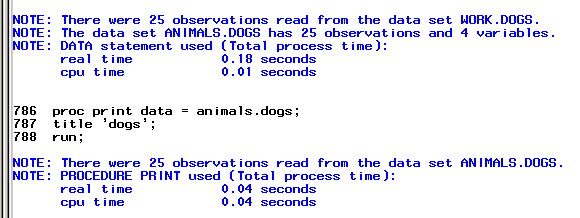 NOTE: There were 25 observations read from the data set WORK.DOGS.
NOTE: The data set ANIMALS.DOGS has 25 observations and 4 variables.
NOTE: DATA statement used (Total process time):
      real time           0.18 seconds
      cpu time            0.01 seconds
786  proc print data = animals.dogs;
787  title 'dogs';
788  run;
NOTE: There were 25 observations read from the data set ANIMALS.DOGS.
NOTE: PROCEDURE PRINT used (Total process time):
      real time           0.04 seconds
      cpu time            0.04 seconds